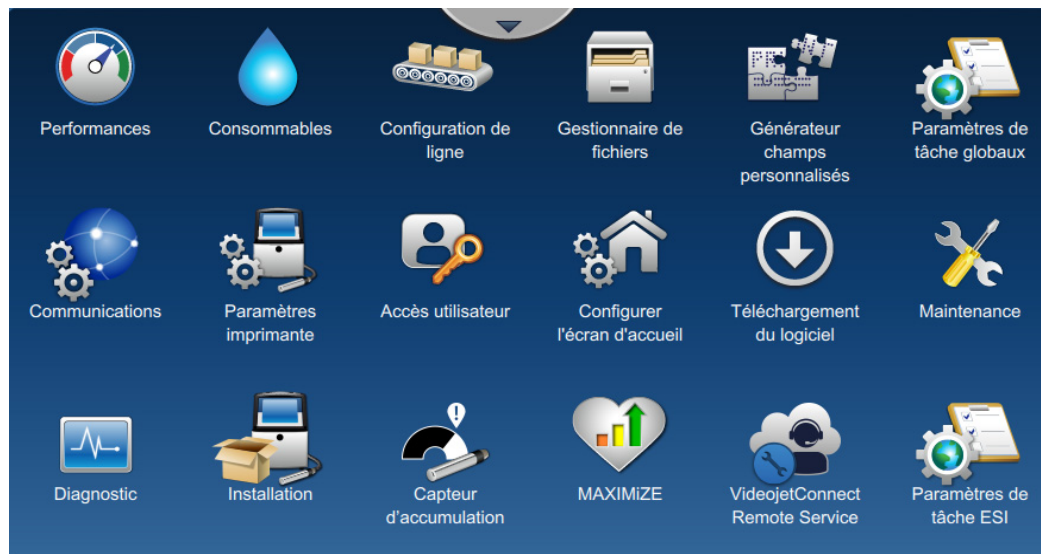 Performances
Consommables
Configuration de
ligne
Gestionnaire de
fichiers
Générateur
champs
personnalisés
Paramètres de
tâche globaux
Communications
Paramètres
imprimante
Accès utilisateur
Configurer
l'écran d'accueil
Téléchargement
du logiciel
Maintenance
Diagnostic
Installation
Capteur
d’accumulation
MAXIMiZE
VideojetConnect
Remote Service
Paramètres de
tâche ESI